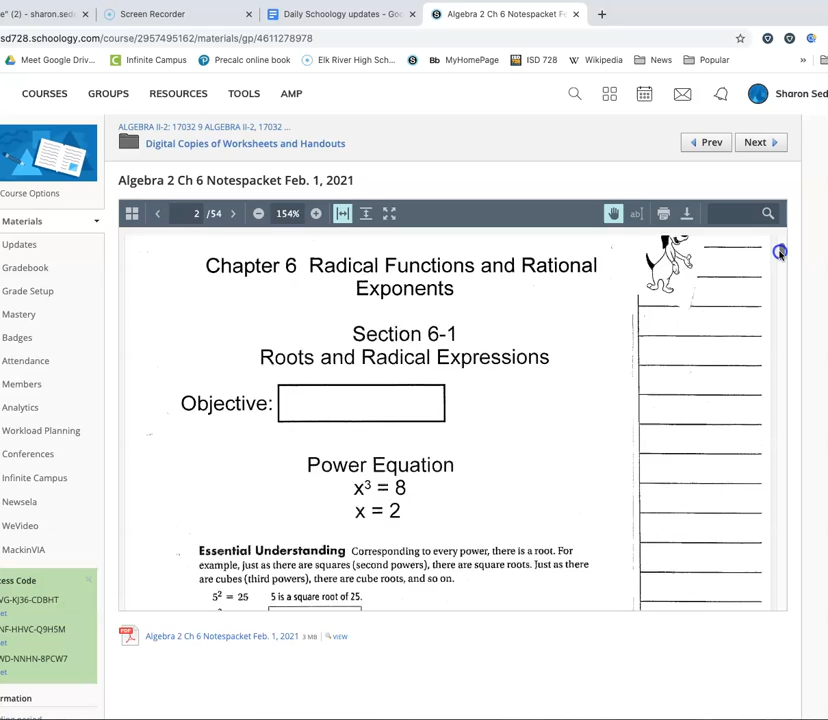 e" (2) - sharon.sed
Screen Recorder
Daily Schoology updates - Goo
Algebra 2 Ch 6 Notespacket Fe
sd728.schoology.com/course/2957495162/materials/gp/4611278978
Meet Google Driv...
Infinite Campus
Precalc online book
Elk River High Sch...
MyHomePage
ISD 728
Wikipedia
News
Popular
COURSES
GROUPS
RESOURCES
TOOLS
AMP
Sharon Sed
ALGEBRA II-2: 17032 9 ALGEBRA II-2, 17032 ...
Digital Copies of Worksheets and Handouts
Prev
Next
Course Options
Materials
Updates
Gradebook
Grade Setup
Mastery
Badges
Attendance
Members
Analytics
Workload Planning
Conferences
Infinite Campus
Newsela
WeVideo
MackinVIA
cess Code
VG-KJ36-CDBHT
et
NF-HHVC-Q9H5M
et
WD-NNHN-8PCW7
et
rmation
Algebra 2 Ch 6 Notespacket Feb. 1, 2021
2 /54
154%
Chapter 6 Radical Functions and Rational
Exponents
Section 6-1
Roots and Radical Expressions
Objective:
Power Equation
x³ = 8
x = 2
Essential Understanding Corresponding to every power, there is a root. For
example, just as there are squares (second powers), there are square roots. Just as there
are cubes (third powers), there are cube roots, and so on.
5² = 25 5 is a square root of 25.
Algebra 2 Ch 6 Notespacket Feb. 1, 2021 3 MB VIEW